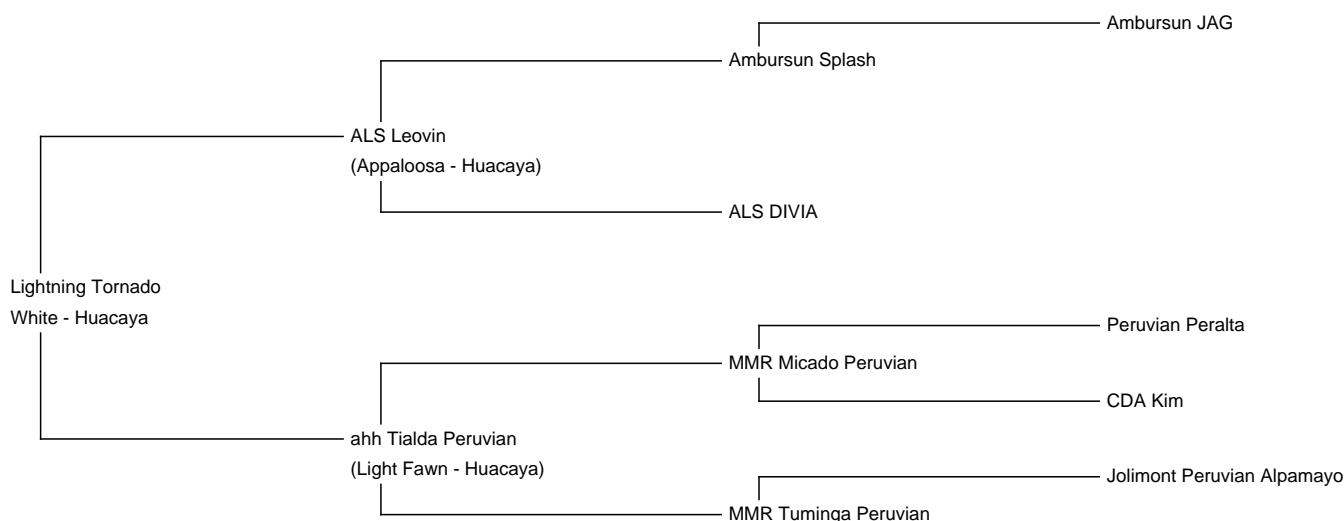 Ambursun JAG
Ambursun Splash
ALS Leovin
(Appaloosa - Huacaya)
ALS DIVIA
Lightning Tornado
White - Huacaya
Peruvian Peralta
MMR Micado Peruvian
CDA Kim
ahh Tialda Peruvian
(Light Fawn - Huacaya)
Jolimont Peruvian Alpamayo
MMR Tuminga Peruvian